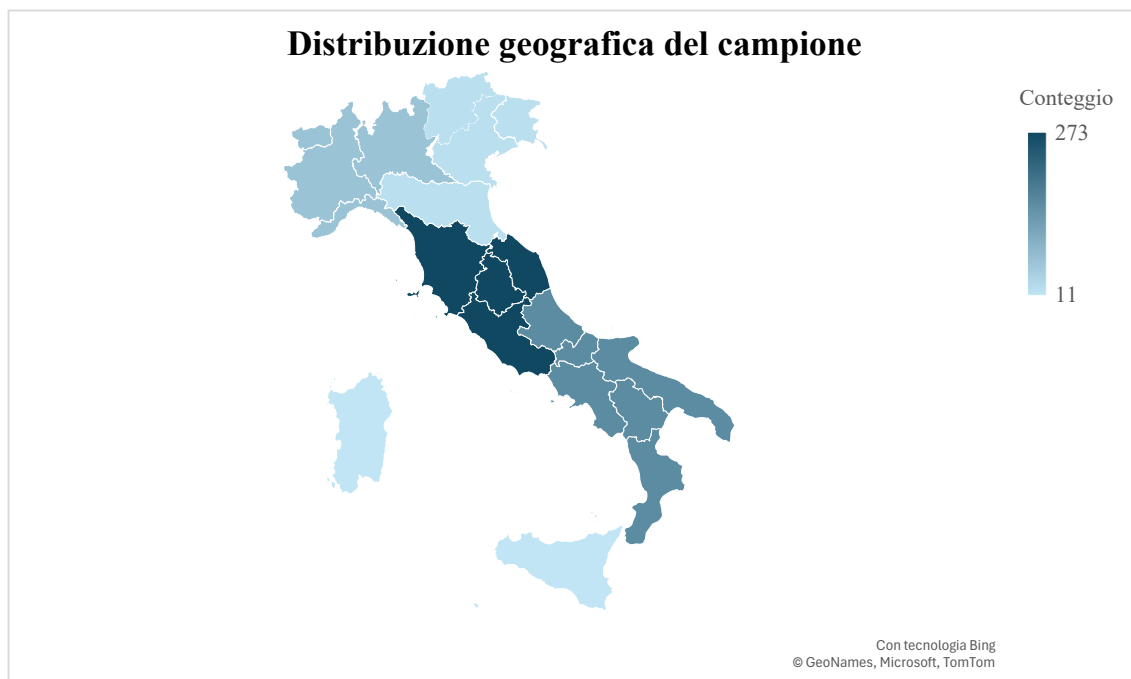 Distribuzione geografica del campione
Conteggio
273
11
Con tecnologia Bing
© GeoNames, Microsoft, TomTom